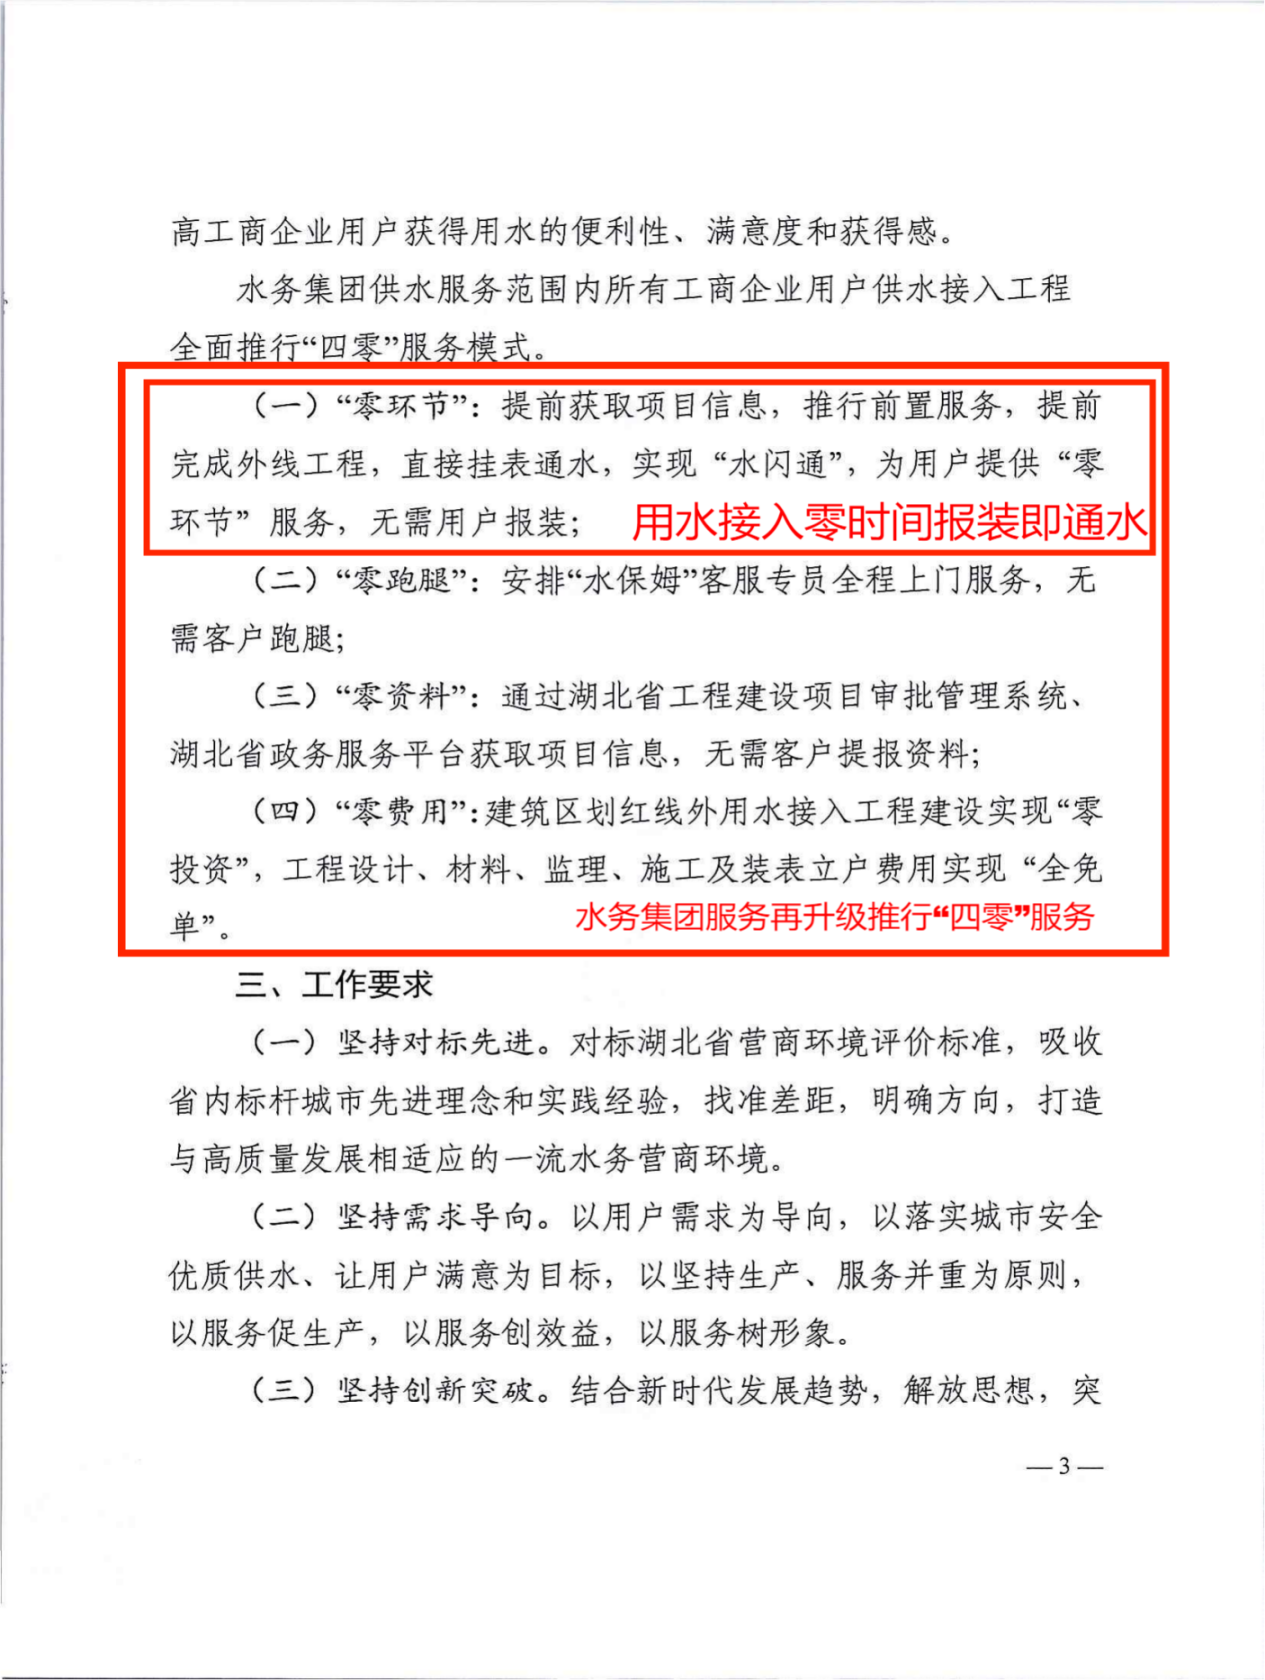 高工商企业用户获得用水的便利性、满意度和获得感。
水务集团供水服务范围内所有工商企业用户供水接入工程
全面推行“四零”服务模式。
（一）“零环节”：提前获取项目信息，推行前置服务，提前
完成外线工程，直接挂表通水，实现“水闪通”，为用户提供“零
环节”服务，无需用户报装；
用水接入零时间报装即通水
（二）“零跑腿”：安排“水保姆”客服专员全程上门服务，无
需客户跑腿；
（三）“零资料”：通过湖北省工程建设项目审批管理系统、
湖北省政务服务平台获取项目信息，无需客户提报资料；
（四）“零费用”：建筑区划红线外用水接入工程建设实现“零
投资”，工程设计、材料、监理、施工及装表立户费用实现“全免
单”。
水务集团服务再升级推行“四零”服务
三、工作要求
（一）坚持对标先进。对标湖北省营商环境评价标准，吸收
省内标杆城市先进理念和实践经验，找准差距，明确方向，打造
与高质量发展相适应的一流水务营商环境。
（二）坚持需求导向。以用户需求为导向，以落实城市安全
优质供水、让用户满意为目标，以坚持生产、服务并重为原则，
以服务促生产，以服务创效益，以服务树形象。
（三）坚持创新突破。结合新时代发展趋势，解放思想，突
— 3 —